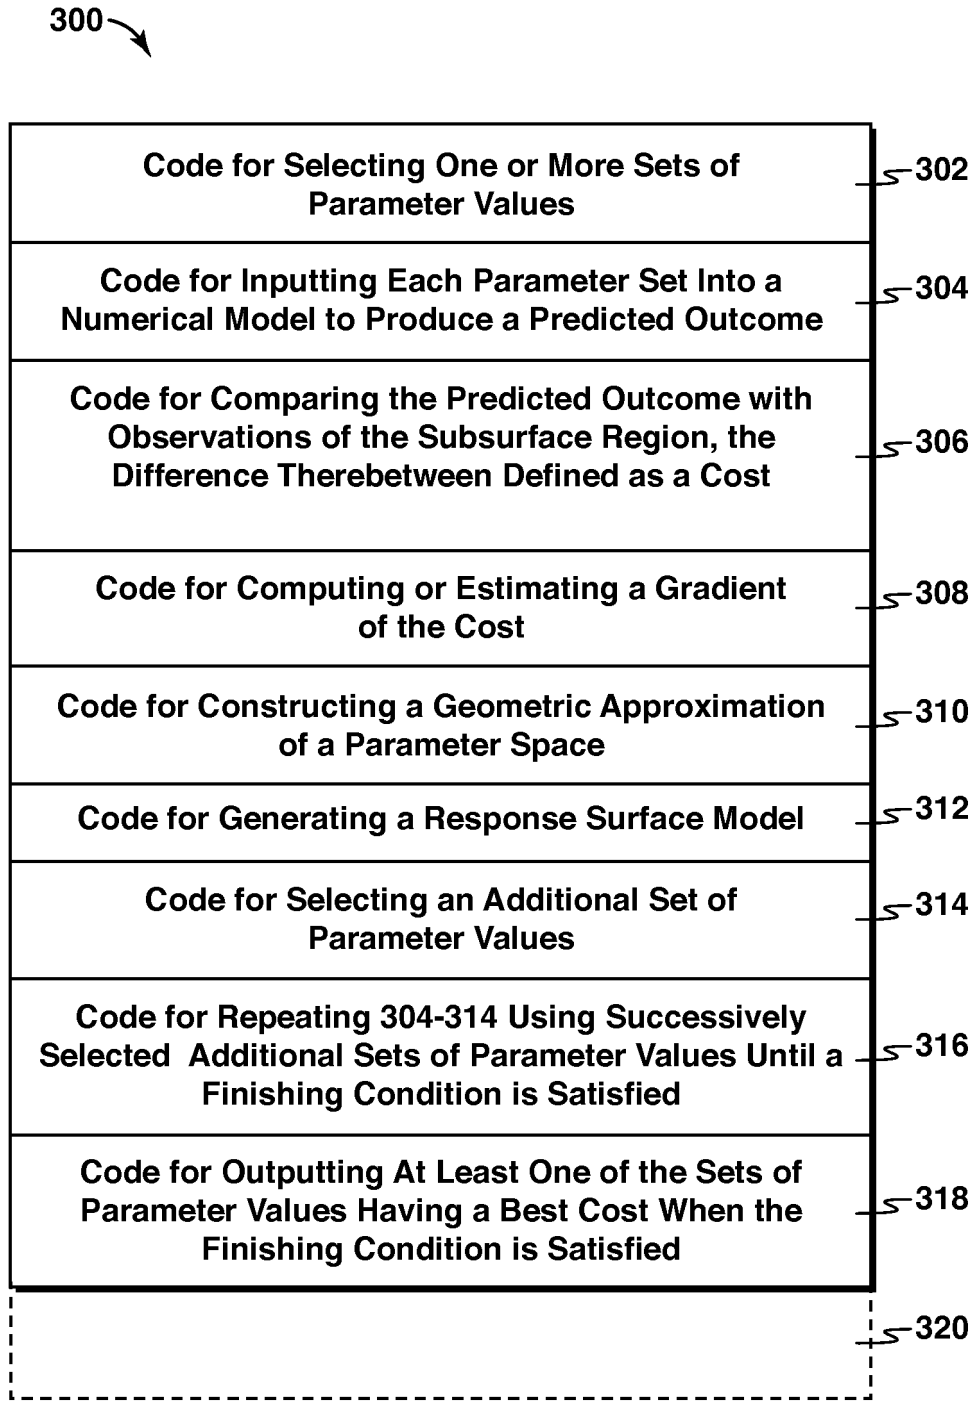 300
Code for Selecting One or More Sets of
Parameter Values
302
Code for Inputting Each Parameter Set Into a
Numerical Model to Produce a Predicted Outcome
304
Code for Comparing the Predicted Outcome with
Observations of the Subsurface Region, the
Difference Therebetween Defined as a Cost
306
Code for Computing or Estimating a Gradient
of the Cost
308
Code for Constructing a Geometric Approximation
of a Parameter Space
310
Code for Generating a Response Surface Model
312
Code for Selecting an Additional Set of
Parameter Values
314
Code for Repeating 304-314 Using Successively
Selected Additional Sets of Parameter Values Until a
Finishing Condition is Satisfied
316
Code for Outputting At Least One of the Sets of
Parameter Values Having a Best Cost When the
Finishing Condition is Satisfied
318
320